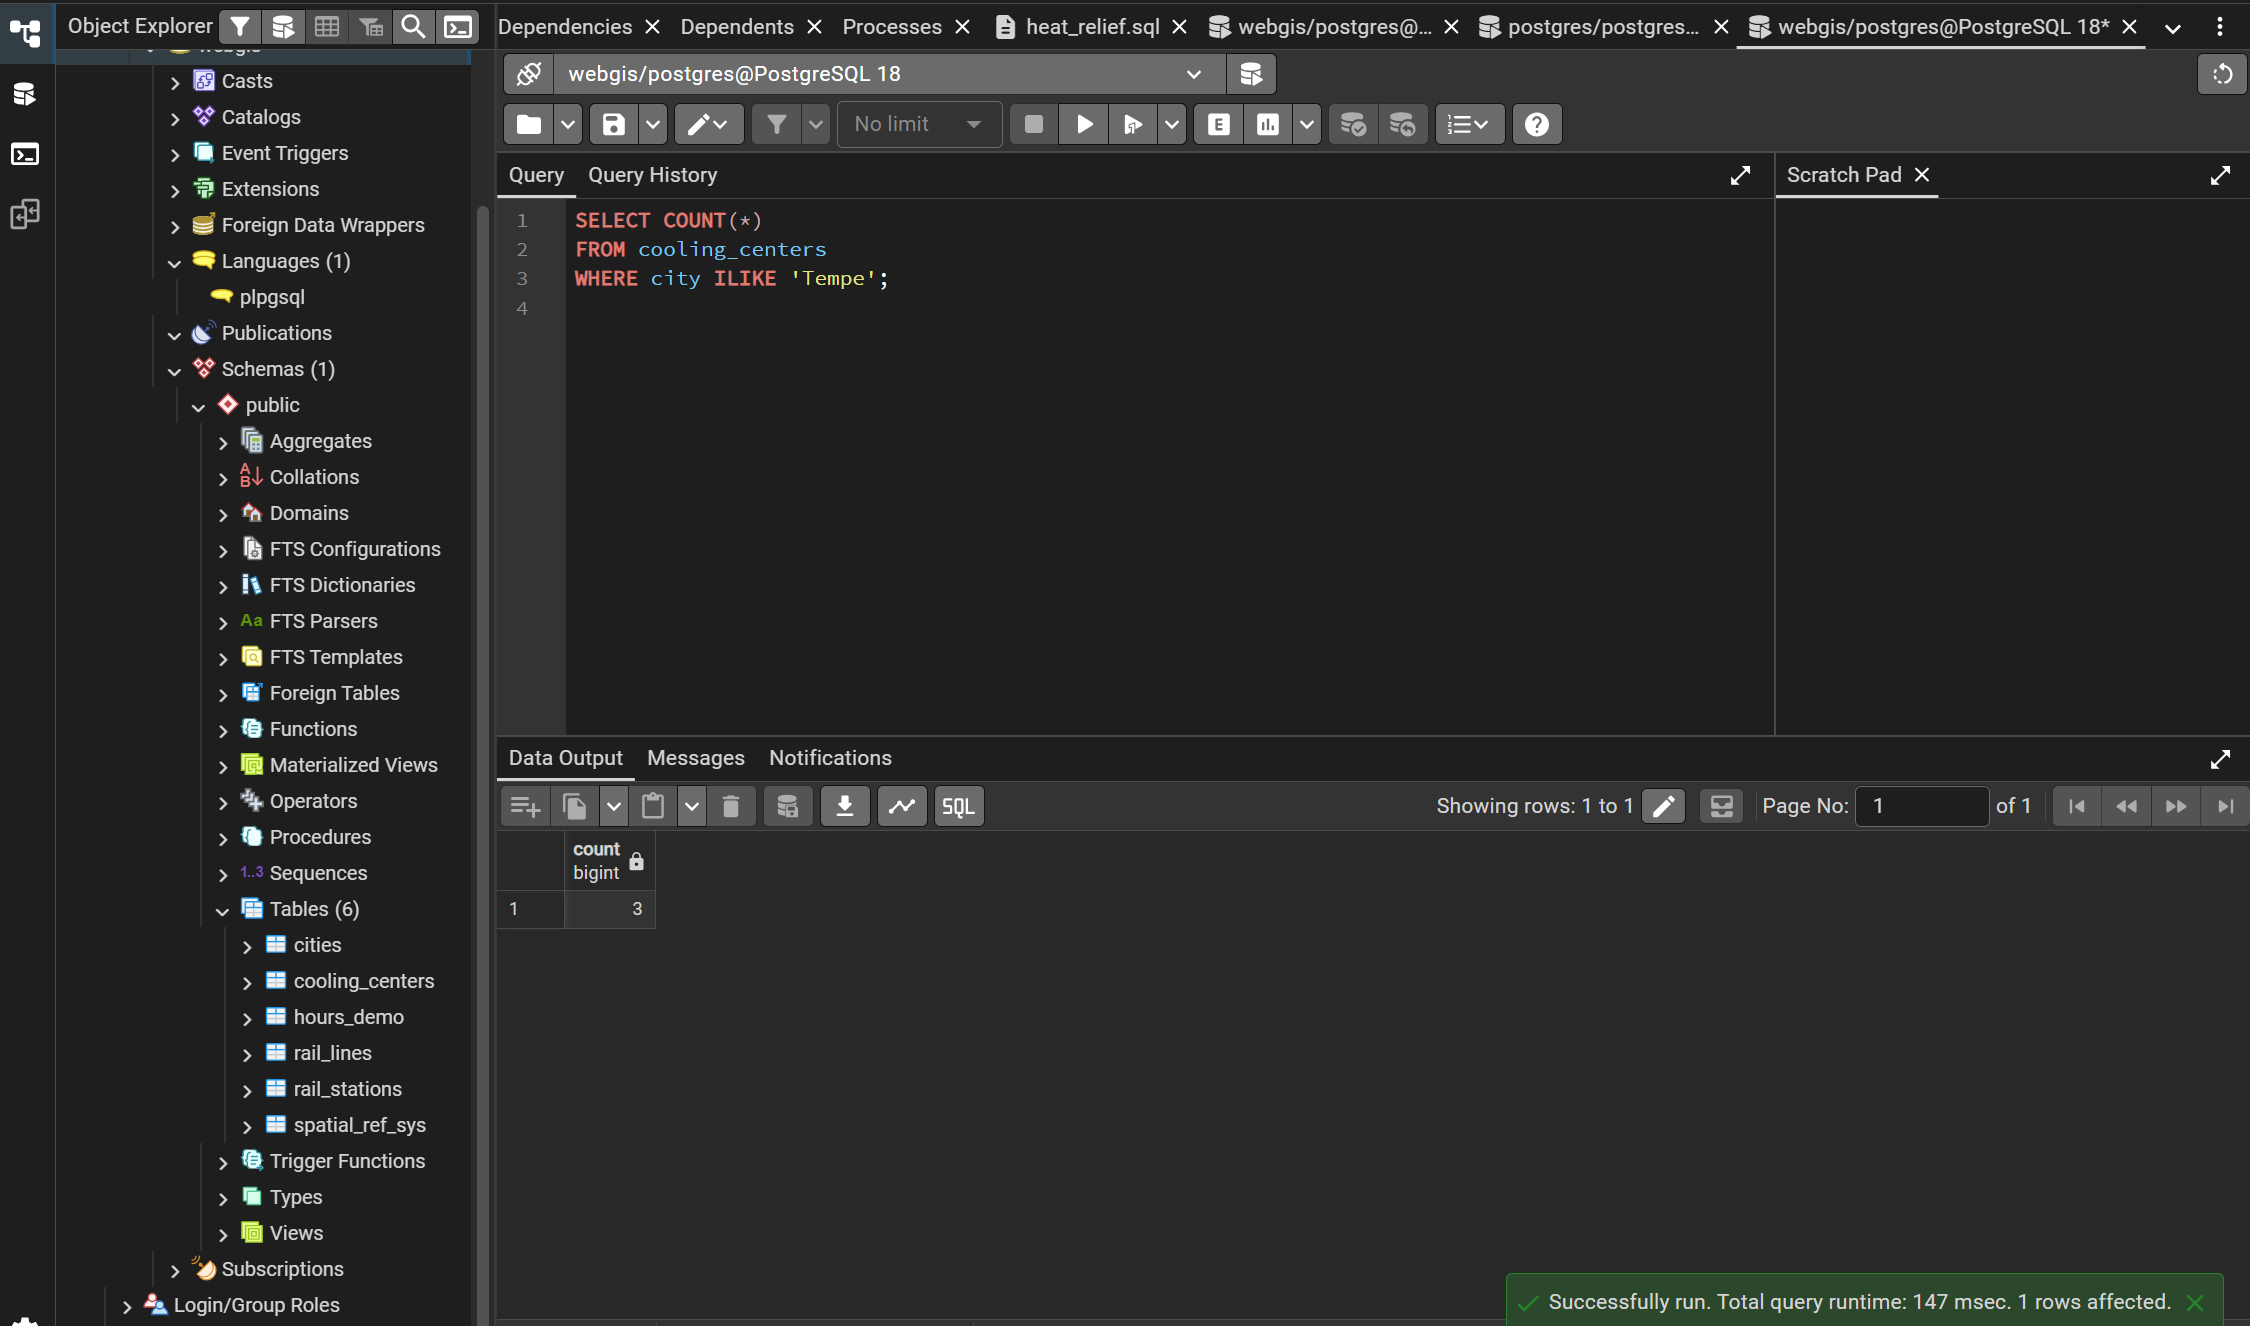 Object Explorer
webgis
Casts
Catalogs
Event Triggers
Extensions
Foreign Data Wrappers
Languages (1)
plpgsql
Publications
Schemas (1)
public
Aggregates
A
B
Collations
Domains
FTS Configurations
FTS Dictionaries
Aa FTS Parsers
FTS Templates
Foreign Tables
Functions
Materialized Views
Operators
Procedures
1..3 Sequences
Tables (6)
cities
cooling_centers
hours_demo
rail_lines
rail_stations
spatial_ref_sys
Trigger Functions
Types
Views
Subscriptions
Login/Group Roles
Dependencies Dependents Processes heat_relief.sql webgis/postgres@... postgres/postgres... webgis/postgres@PostgreSQL 18*
webgis/postgres@PostgreSQL 18
No limit E
Query Query History
Scratch Pad
1 SELECT COUNT(*)
2 FROM cooling_centers
3 WHERE city ILIKE 'Tempe';
4
Data Output Messages Notifications
SQL Showing rows: 1 to 1 Page No: 1 of 1
count
bigint
1 3
Successfully run. Total query runtime: 147 msec. 1 rows affected.